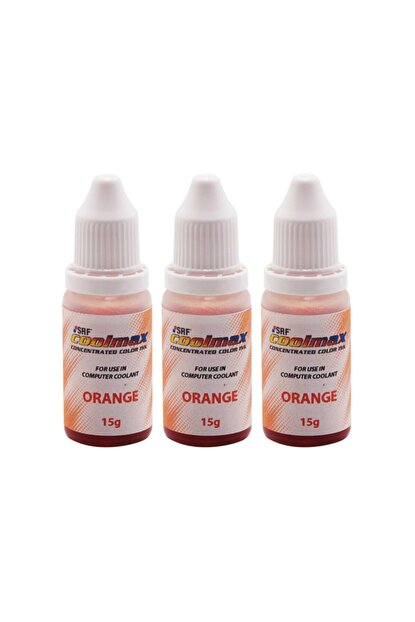 SRF
coolmax
CONCENTRATED COLOR INK
FOR USE IN
COMPUTER COOLANT
ORANGE
15g
SRF
coolmax
CONCENTRATED COLOR INK
FOR USE IN
COMPUTER COOLANT
ORANGE
15g
SRF
coolmax
CONCENTRATED COLOR INK
FOR USE IN
COMPUTER COOLANT
ORANGE
15g